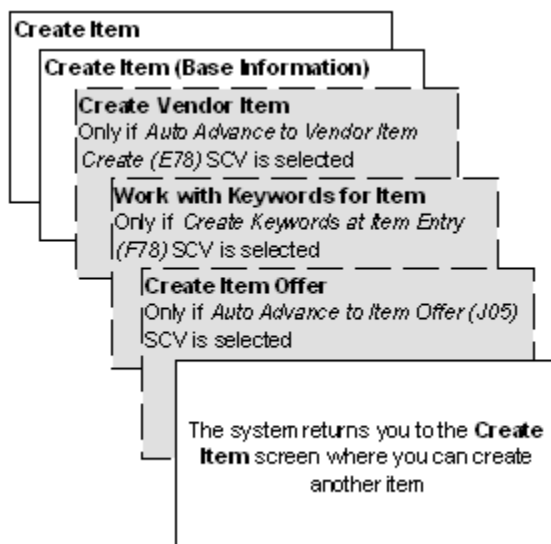 Create Item
Create Item (Base Information)
Create Vendor Item
Only if Auto Advance to Vendor Item
Create (E78) SCV is selected
Work with Keywords for Item
Only if Create Keywords at Item Entry
(F78) SCV is selected
Create Item Offer
Only if Auto Advance to Item Offer (J05)
SCV is selected
The system returns you to the Create
Item screen where you can create
another item